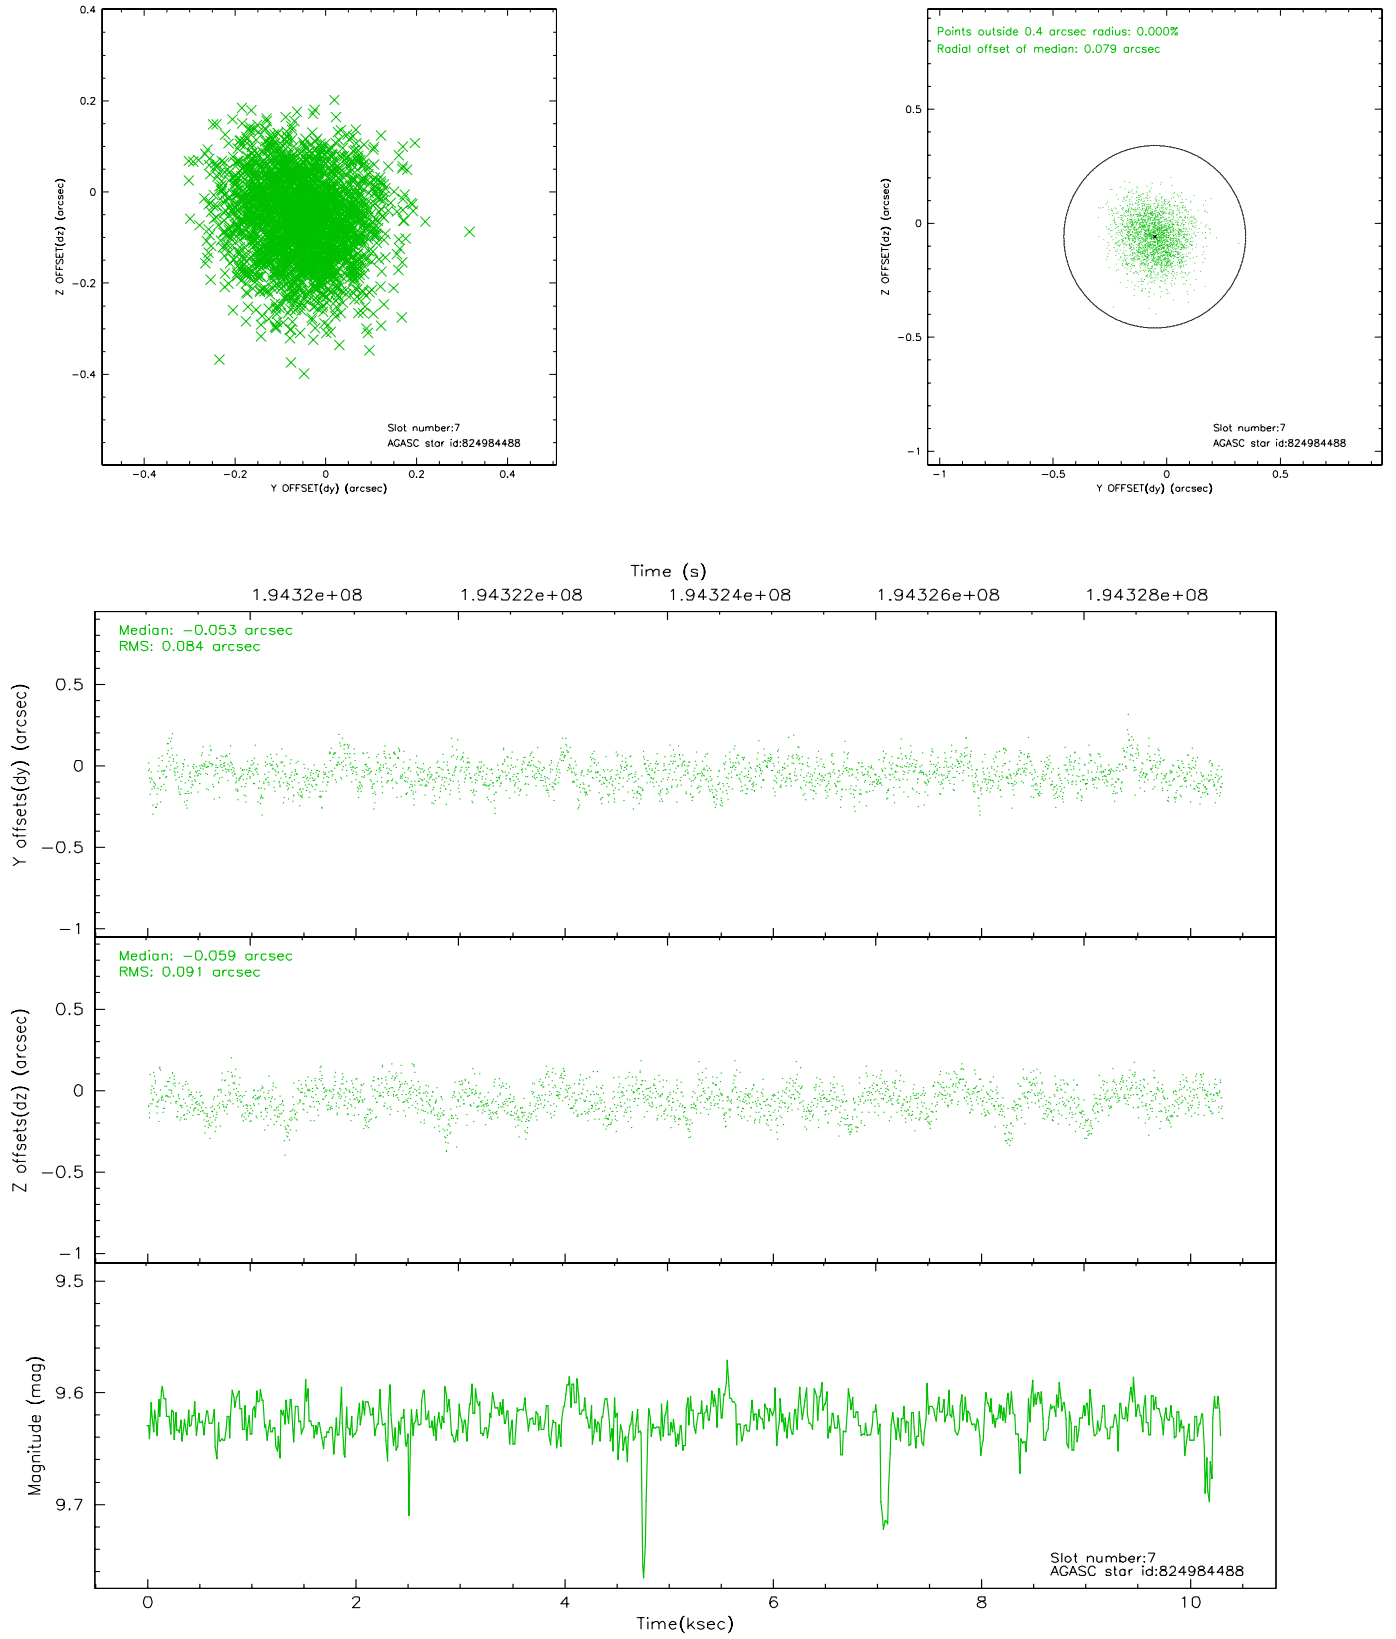 0.4
0.2
0
−0.2
−0.4
Z OFFSET(dz) (arcsec)
−0.4 −0.2 0 0.2 0.4
Y OFFSET(dy) (arcsec)
Slot number:7
AGASC star id:824984488
Points outside 0.4 arcsec radius: 0.000%
Radial offset of median: 0.079 arcsec
0.5
0
−0.5
−1
Z OFFSET(dz) (arcsec)
−1 −0.5 0 0.5
Y OFFSET(dy) (arcsec)
Slot number:7
AGASC star id:824984488
Time (s)
1.9432e+08 1.94322e+08 1.94324e+08 1.94326e+08 1.94328e+08
Median: −0.053 arcsec
RMS: 0.084 arcsec
0.5
0
−0.5
−1
Y offsets(dy) (arcsec)
Median: −0.059 arcsec
RMS: 0.091 arcsec
0.5
0
−0.5
−1
Z offsets(dz) (arcsec)
9.5
9.6
9.7
Magnitude (mag)
Slot number:7
AGASC star id:824984488
0 2 4 6 8 10
Time(ksec)